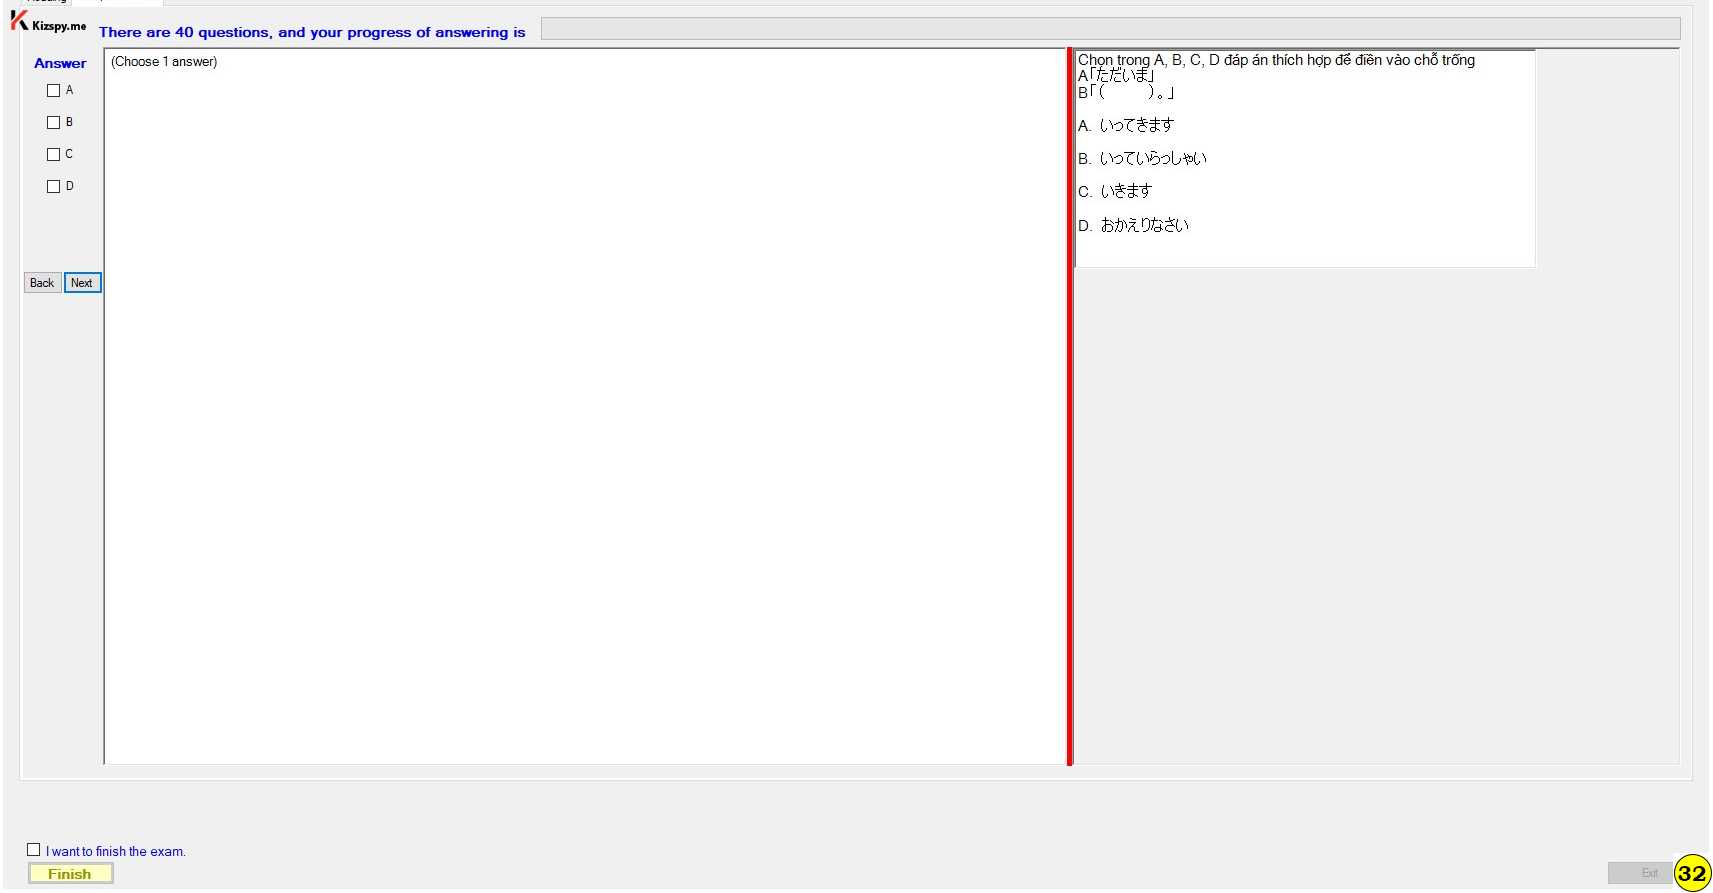 Kizspy.me
There are 40 questions, and your progress of answering is
Answer
(Choose 1 answer)
A
B
C
D
Back Next
Chọn trong A, B, C, D đáp án thích hợp để điền vào chỗ trống
A「ただいま」
B「(　　　)。」
A. いってきます
B. いっていらっしゃい
C. いきます
D. おかえりなさい
I want to finish the exam.
Finish
Exit
32